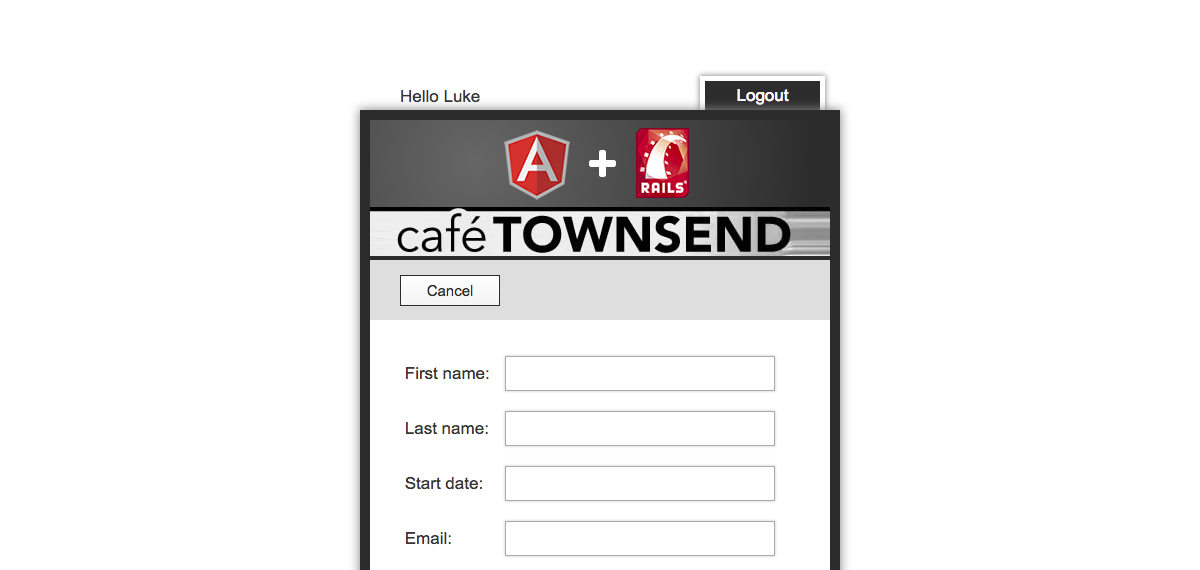 Hello Luke
Logout
A
RAILS®
café TOWNSEND
Cancel
First name:
Last name:
Start date:
Email: